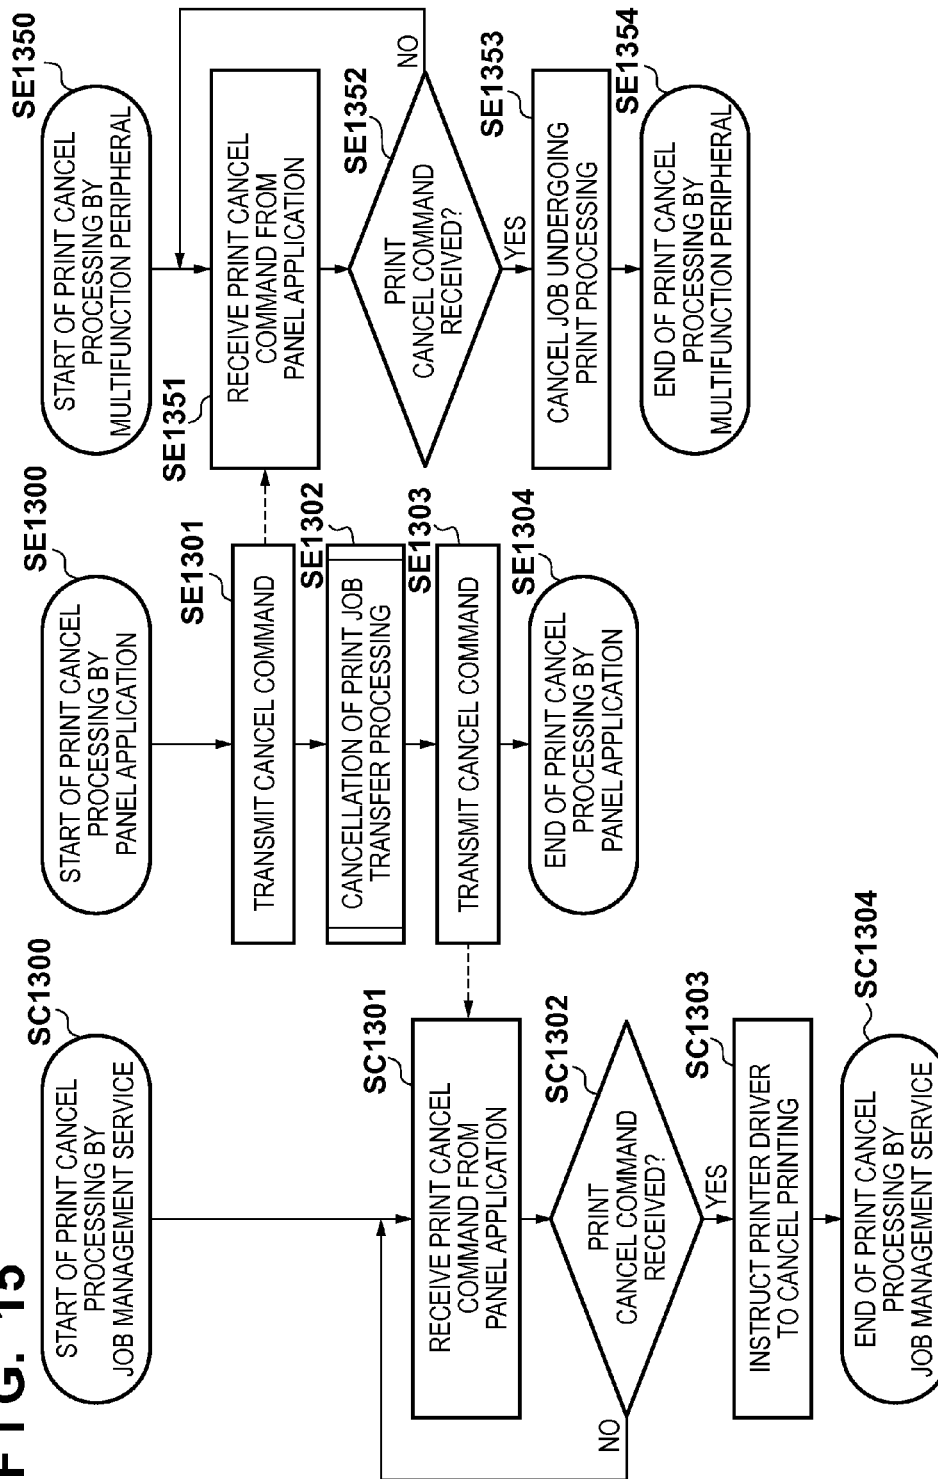 FIG. 15
SC1300
START OF PRINT CANCEL
PROCESSING BY
JOB MANAGEMENT SERVICE
SC1301
RECEIVE PRINT CANCEL
COMMAND FROM
PANEL APPLICATION
SC1302
PRINT
CANCEL COMMAND
RECEIVED?
NO
YES
SC1303
INSTRUCT PRINTER DRIVER
TO CANCEL PRINTING
SC1304
END OF PRINT CANCEL
PROCESSING BY
JOB MANAGEMENT SERVICE
SE1300
START OF PRINT CANCEL
PROCESSING BY
PANEL APPLICATION
SE1301
TRANSMIT CANCEL COMMAND
SE1302
CANCELLATION OF PRINT JOB
TRANSFER PROCESSING
SE1303
TRANSMIT CANCEL COMMAND
SE1304
END OF PRINT CANCEL
PROCESSING BY
PANEL APPLICATION
SE1350
START OF PRINT CANCEL
PROCESSING BY
MULTIFUNCTION PERIPHERAL
SE1351
RECEIVE PRINT CANCEL
COMMAND FROM
PANEL APPLICATION
SE1352
PRINT
CANCEL COMMAND
RECEIVED?
NO
YES
SE1353
CANCEL JOB UNDERGOING
PRINT PROCESSING
SE1354
END OF PRINT CANCEL
PROCESSING BY
MULTIFUNCTION PERIPHERAL